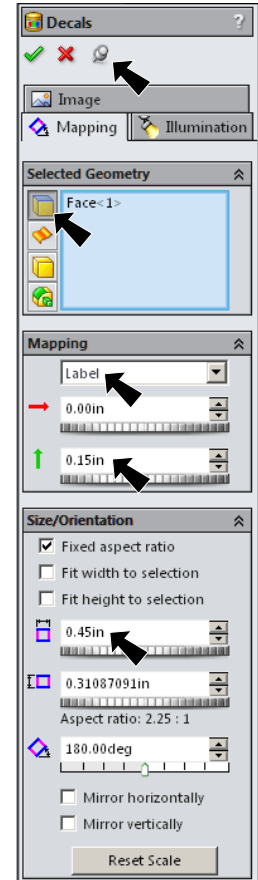 Decals ?
Image
Mapping Illumination
Selected Geometry
Face<1>
Mapping
Label
0.00in
0.15in
Size/Orientation
Fixed aspect ratio
Fit width to selection
Fit height to selection
0.45in
0.31087091in
Aspect ratio: 2.25 : 1
180.00deg
Mirror horizontally
Mirror vertically
Reset Scale